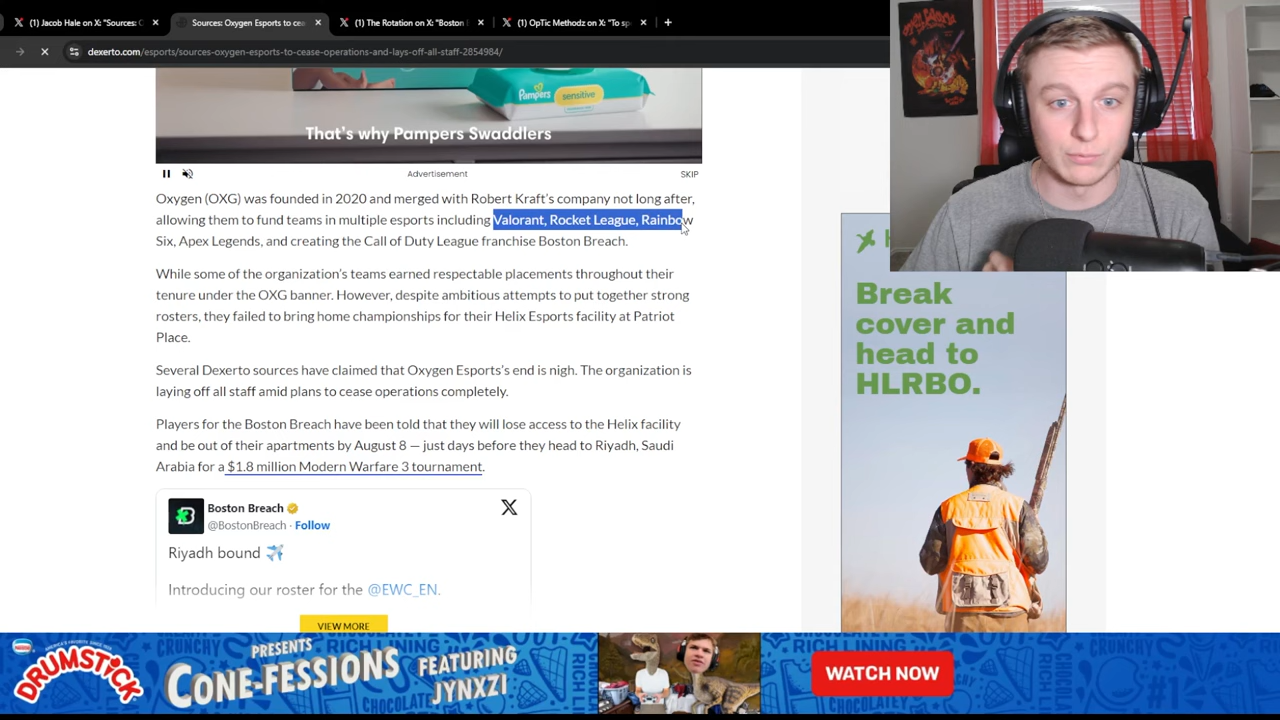 (1) Jacob Hale on X: "Sources: C
Sources: Oxygen Esports to cea
(1) The Rotation on X: "Boston
(1) OpTic Methodz on X: "To sp
dexerto.com/esports/sources-oxygen-esports-to-cease-operations-and-lays-off-all-staff-2854984/
Pampers
sensitive
That's why Pampers Swaddlers
Advertisement
SKIP
Oxygen (OXG) was founded in 2020 and merged with Robert Kraft's company not long after,
allowing them to fund teams in multiple esports including Valorant, Rocket League, Rainbow
Six, Apex Legends, and creating the Call of Duty League franchise Boston Breach.
While some of the organization's teams earned respectable placements throughout their
tenure under the OXG banner. However, despite ambitious attempts to put together strong
rosters, they failed to bring home championships for their Helix Esports facility at Patriot
Place.
Several Dexerto sources have claimed that Oxygen Esports's end is nigh. The organization is
laying off all staff amid plans to cease operations completely.
Players for the Boston Breach have been told that they will lose access to the Helix facility
and be out of their apartments by August 8 — just days before they head to Riyadh, Saudi
Arabia for a $1.8 million Modern Warfare 3 tournament.
Boston Breach
@BostonBreach · Follow
Riyadh bound ✈️
Introducing our roster for the @EWC_EN.
VIEW MORE
Break
cover and
head to
HLRBO.
DRUMSTICK
PRESENTS
CONE-FESSIONS
FEATURING
JYNXZI
WATCH NOW